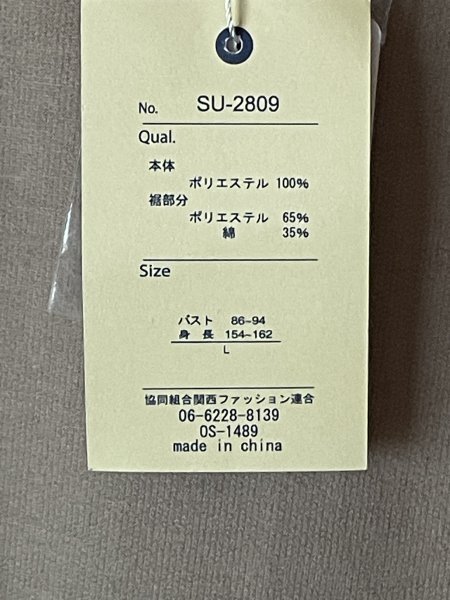 No. SU-2809
Qual.
本体
ポリエステル 100%
裾部分
ポリエステル 65%
綿 35%
Size
バスト 86~94
身長 154~162
L
協同組合関西ファッション連合
06-6228-8139
OS-1489
made in china